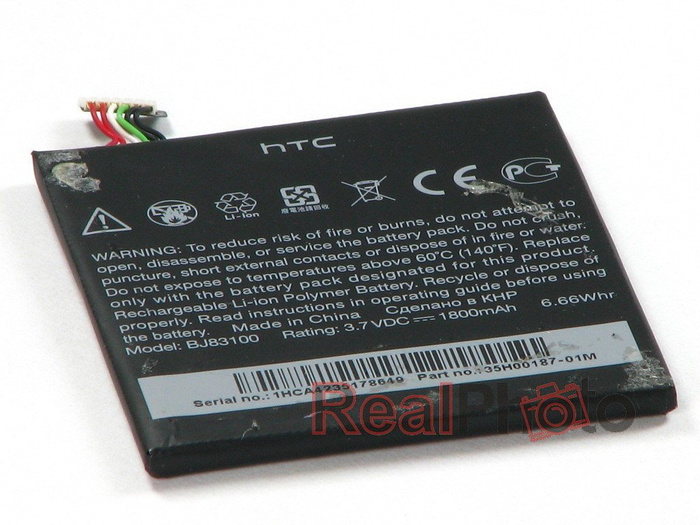 hTC
CE
Li-Ion
WARNING: To reduce risk of fire or burns, do not attempt to
open, disassemble, or service the battery pack. Do not crush,
puncture, short external contacts or dispose of in fire or water.
Do not expose to temperatures above 60°C (140°F). Replace
only with the battery pack designated for this product.
Rechargeable Li-ion Polymer Battery. Recycle or dispose of
properly. Read instructions in operating guide before using
the battery. Made in China Сделано в КНР 6.66Whr
Model: BJ83100 Rating: 3.7VDC 1800mAh
Serial no.: 1HCA4235178649 Part no.: 35H00187-01M
RealPhoto